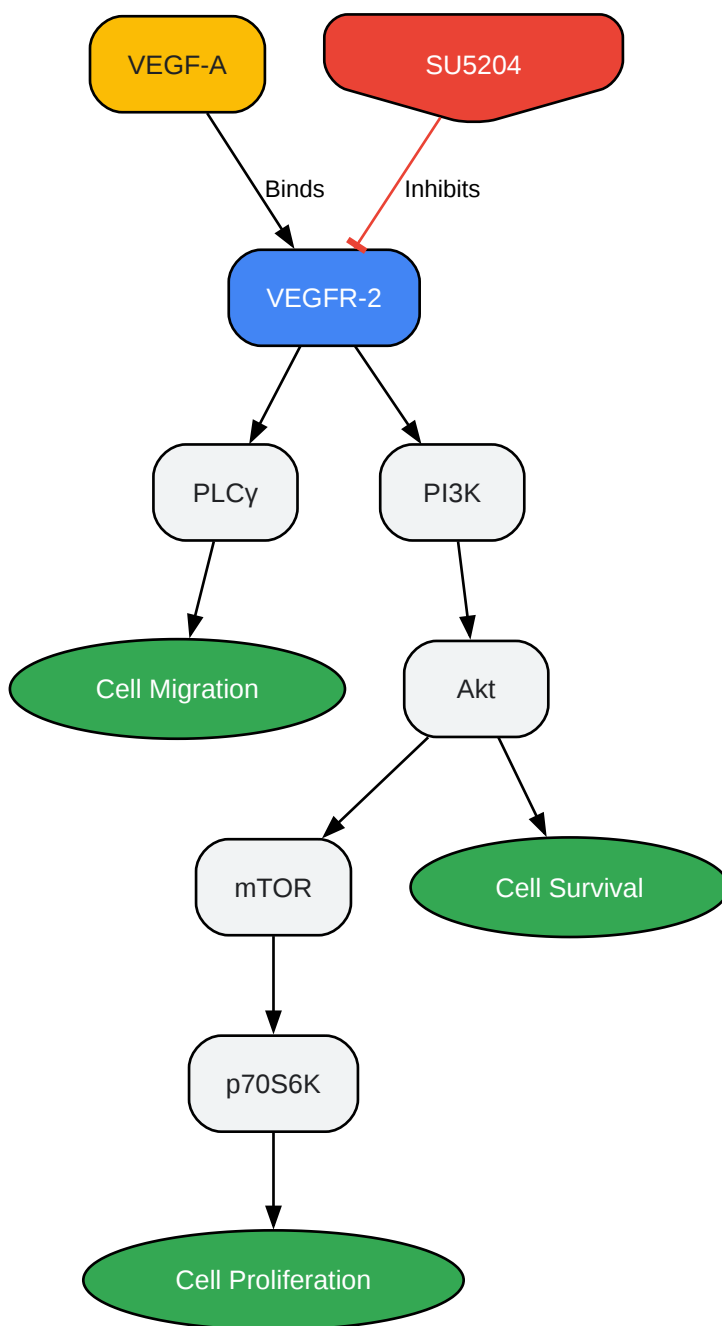 VEGF-A
SU5204
Binds
Inhibits
VEGFR-2
PLCγ
PI3K
Cell Migration
Akt
mTOR
Cell Survival
p70S6K
Cell Proliferation